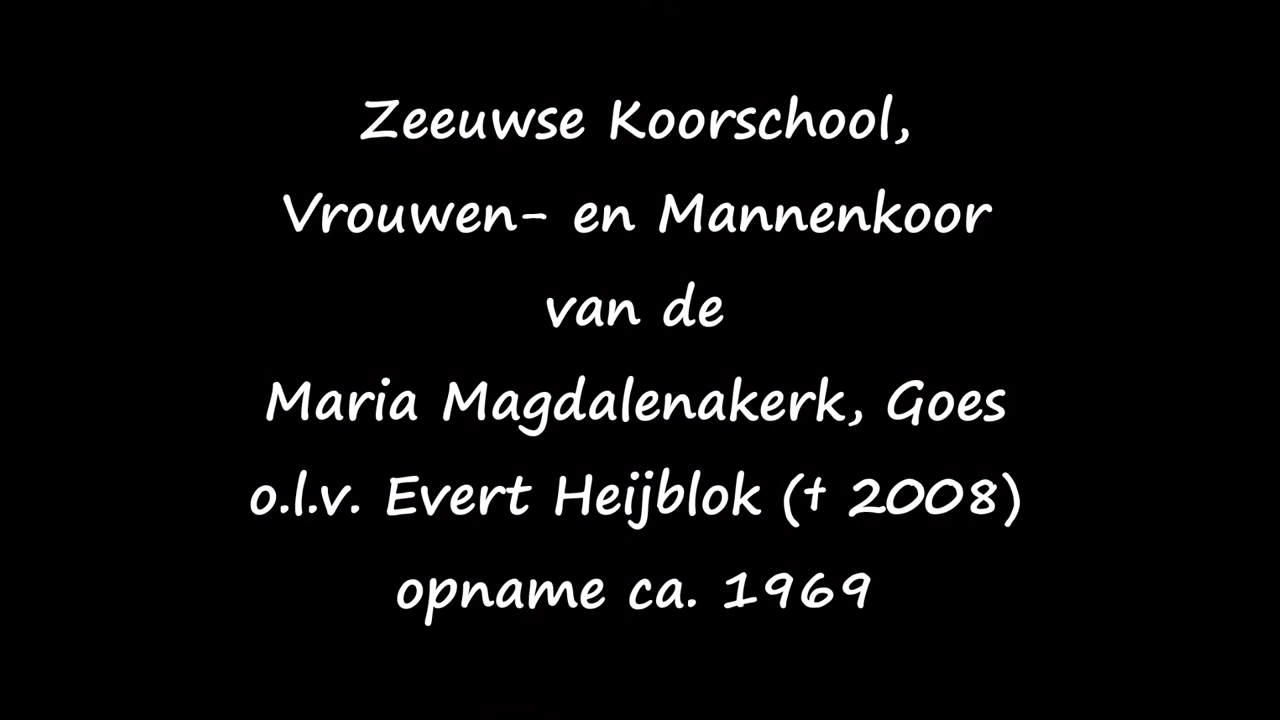 Zeeuwse Koorschool,
Vrouwen- en Mannenkoor
van de
Maria Magdalenakerk, Goes
o.l.v. Evert Heijblok († 2008)
opname ca. 1969